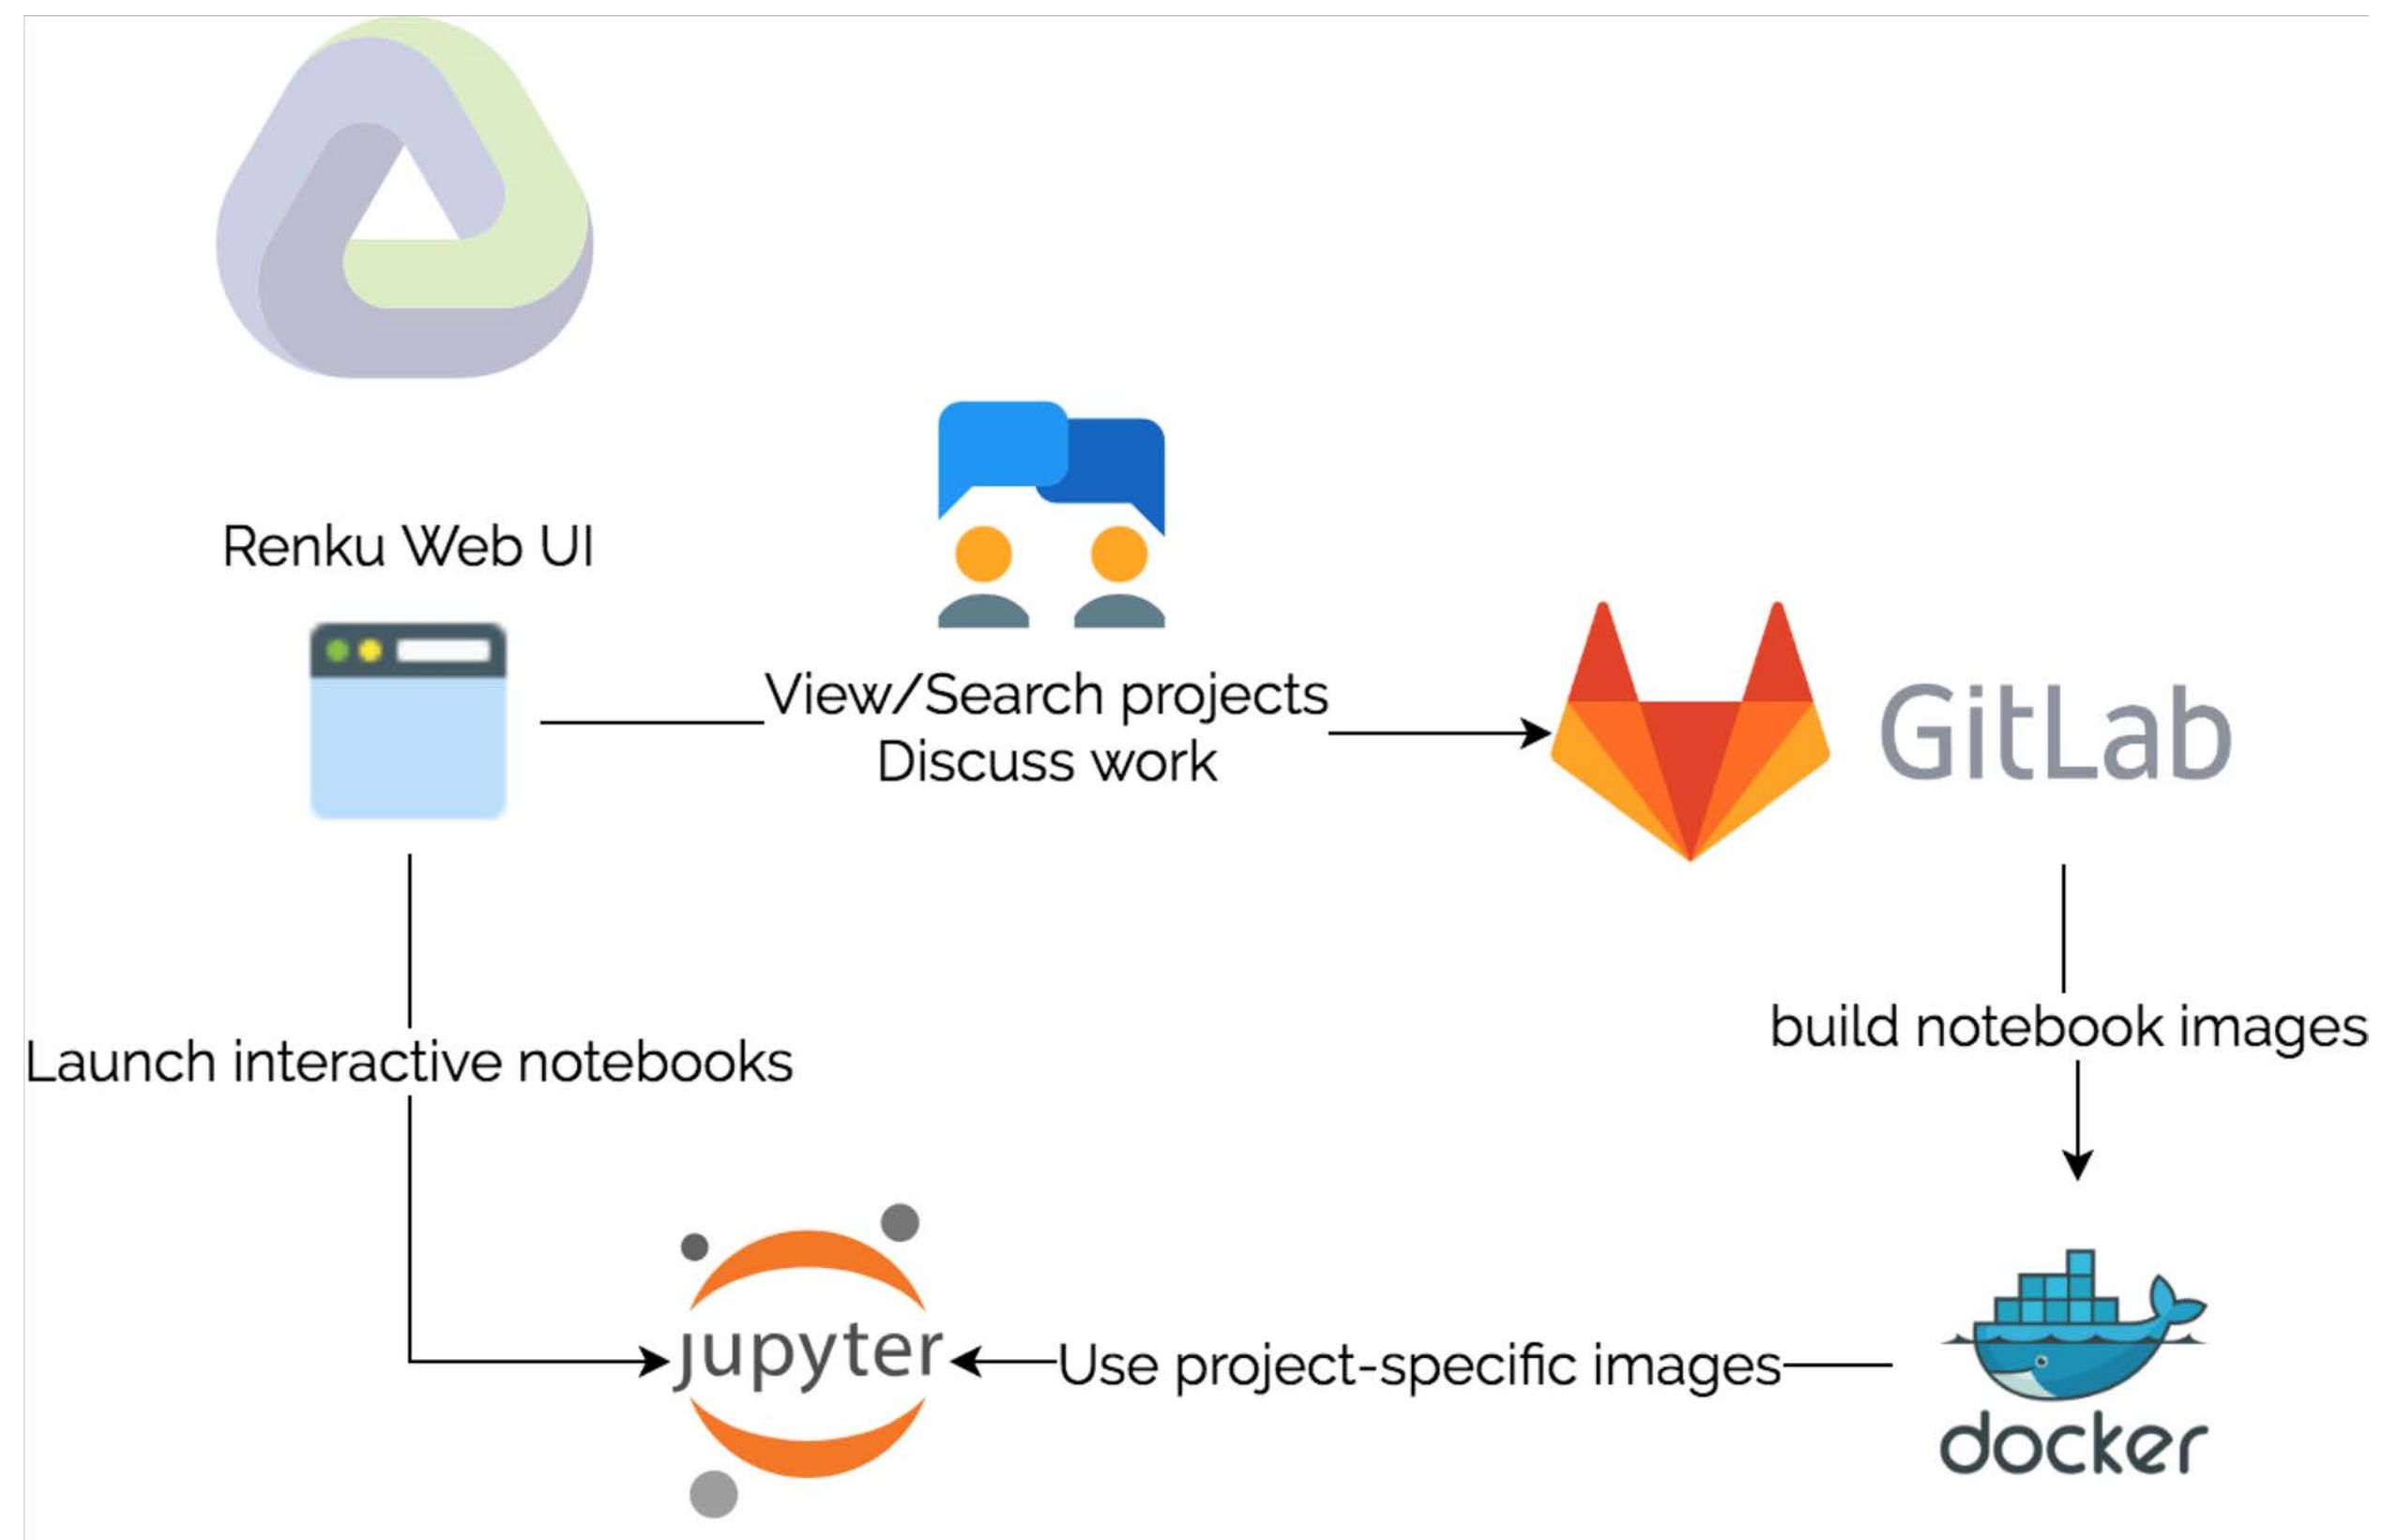 Renku Web UI
View/Search projects
Discuss work
GitLab
Launch interactive notebooks
build notebook images
jupyter
Use project-specific images
docker